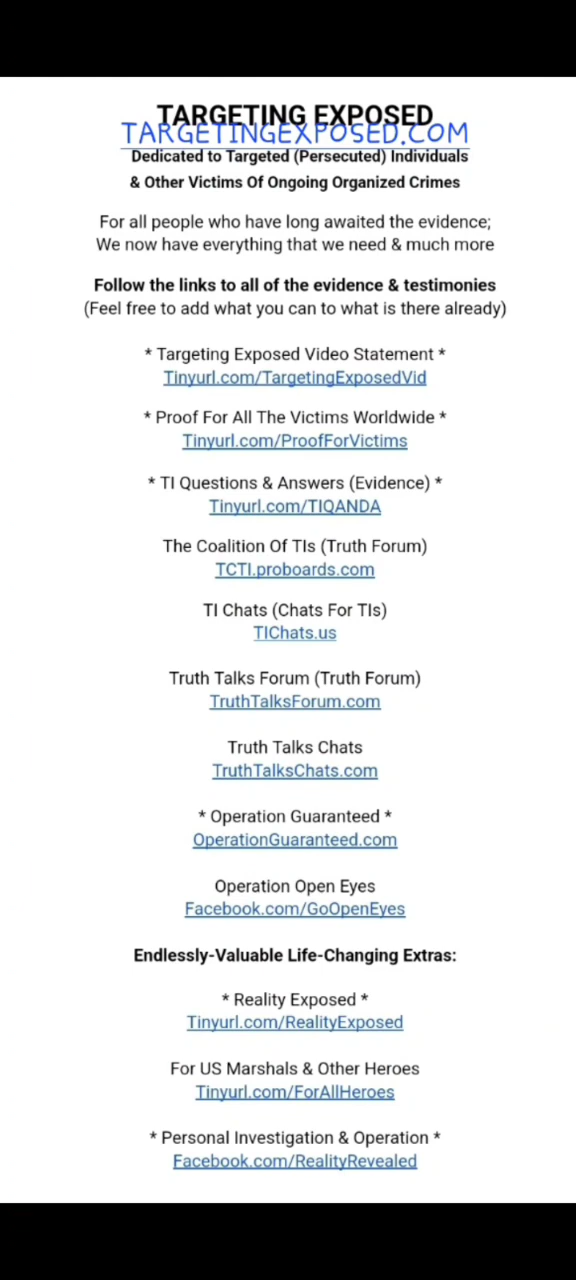 TARGETING EXPOSED
TARGETINGEXPOSED.COM
Dedicated to Targeted (Persecuted) Individuals
& Other Victims Of Ongoing Organized Crimes
For all people who have long awaited the evidence;
We now have everything that we need & much more
Follow the links to all of the evidence & testimonies
(Feel free to add what you can to what is there already)
* Targeting Exposed Video Statement *
Tinyurl.com/TargetingExposedVid
* Proof For All The Victims Worldwide *
Tinyurl.com/ProofForVictims
* TI Questions & Answers (Evidence) *
Tinyurl.com/TIQANDA
The Coalition Of TIs (Truth Forum)
TCTI.proboards.com
TI Chats (Chats For TIs)
TIChats.us
Truth Talks Forum (Truth Forum)
TruthTalksForum.com
Truth Talks Chats
TruthTalksChats.com
* Operation Guaranteed *
OperationGuaranteed.com
Operation Open Eyes
Facebook.com/GoOpenEyes
Endlessly-Valuable Life-Changing Extras:
* Reality Exposed *
Tinyurl.com/RealityExposed
For US Marshals & Other Heroes
Tinyurl.com/ForAllHeroes
* Personal Investigation & Operation *
Facebook.com/RealityRevealed